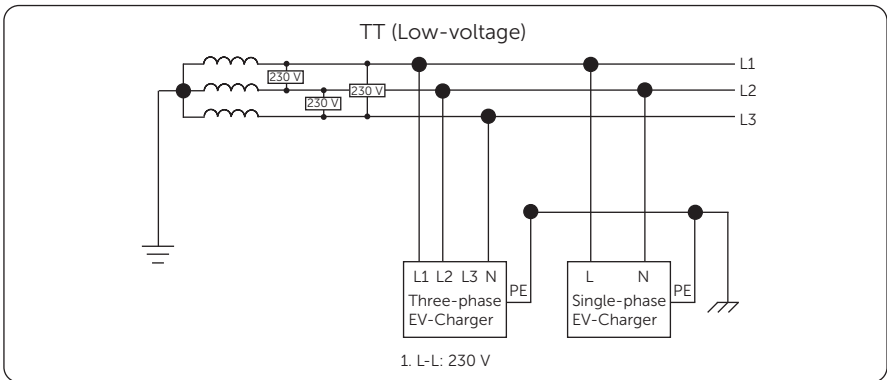 TT (Low-voltage)
L1
230 V
230 V
L2
230 V
L3
L1 L2 L3 N
PE
Three-phase
EV-Charger
L N
PE
Single-phase
EV-Charger
1. L-L: 230 V